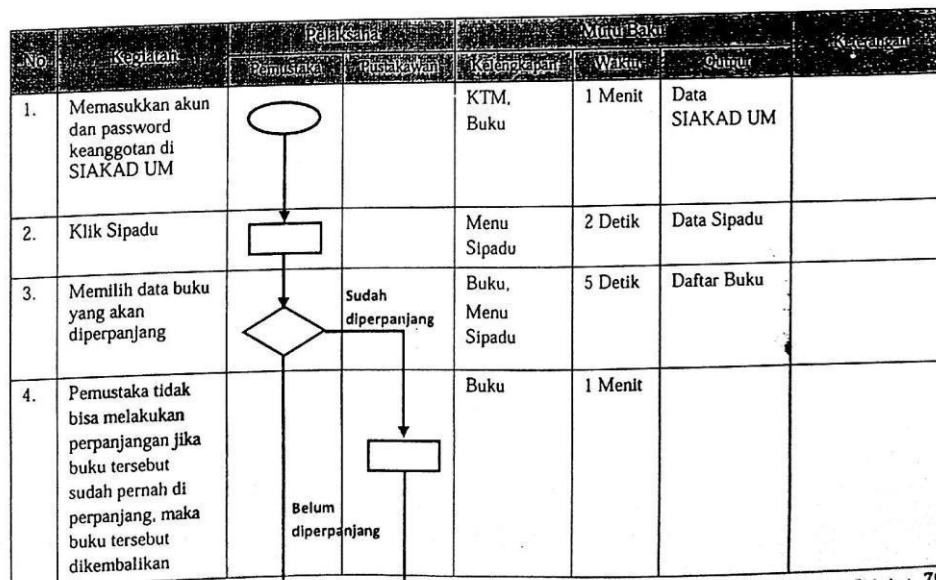 No
Kegiatan
Pelaksana
Mutu Baku
Keterangan
Pemustaka
Pustakawan
Kelengkapan
Waktu
Output
1.
Memasukkan akun
dan password
keanggotan di
SIAKAD UM
KTM,
Buku
1 Menit
Data
SIAKAD UM
2.
Klik Sipadu
Menu
Sipadu
2 Detik
Data Sipadu
3.
Memilih data buku
yang akan
diperpanjang
Sudah
diperpanjang
Buku,
Menu
Sipadu
5 Detik
Daftar Buku
4.
Pemustaka tidak
bisa melakukan
perpanjangan jika
buku tersebut
sudah pernah di
perpanjang, maka
buku tersebut
dikembalikan
Belum
diperpanjang
Buku
1 Menit